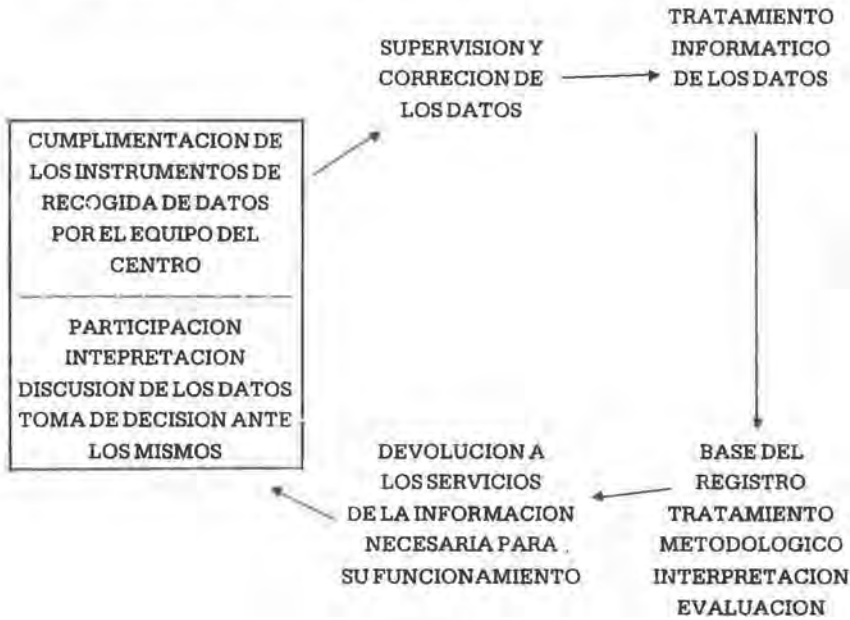 CUMPLIMENTACION DE
LOS INSTRUMENTOS DE
RECOGIDA DE DATOS
POR EL EQUIPO DEL
CENTRO
PARTICIPACION
INTEPRETACION
DISCUSION DE LOS DATOS
TOMA DE DECISION ANTE
LOS MISMOS
SUPERVISION Y
CORRECION DE
LOS DATOS
TRATAMIENTO
INFORMATICO
DE LOS DATOS
BASE DEL
REGISTRO
TRATAMIENTO
METODOLOGICO
INTERPRETACION
EVALUACION
DEVOLUCION A
LOS SERVICIOS
DE LA INFORMACION
NECESARIA PARA
SU FUNCIONAMIENTO